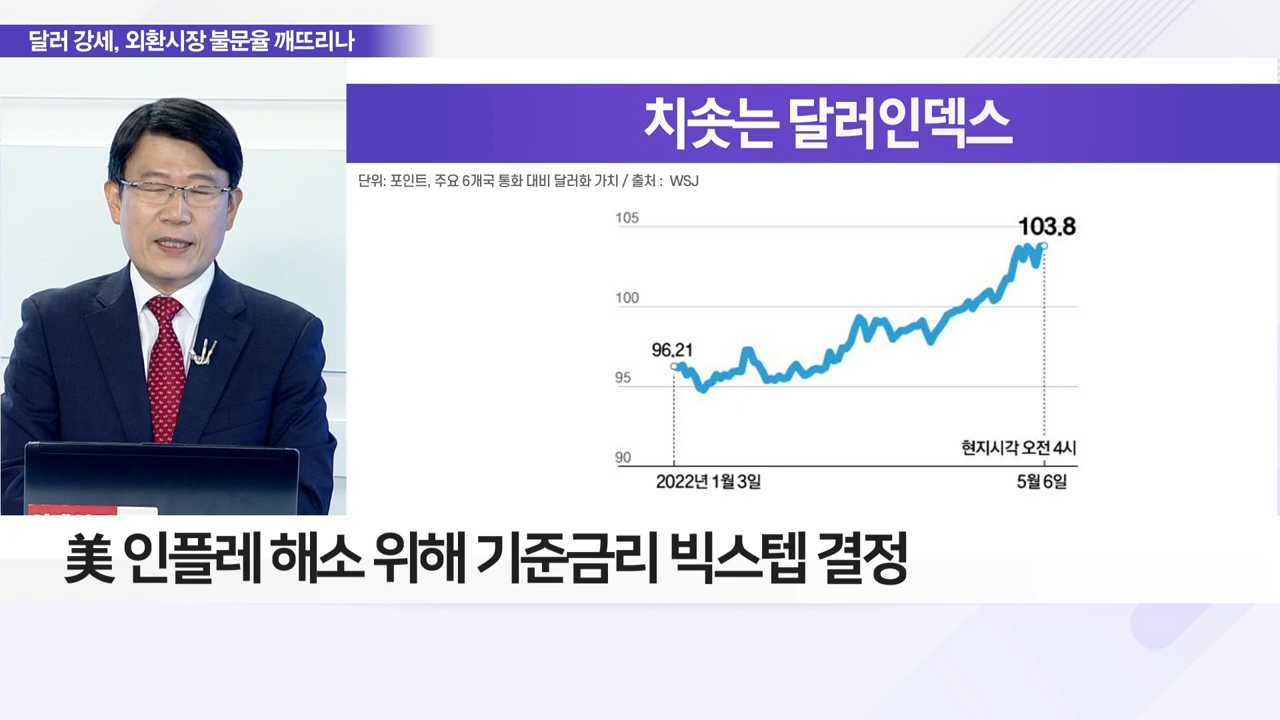 달러 강세, 외환시장 불문율 깨뜨리나
치솟는 달러인덱스
단위: 포인트, 주요 6개국 통화 대비 달러화 가치 / 출처 : WSJ
105
103.8
100
96.21
95
현지시각 오전 4시
90
2022년 1월 3일
5월 6일
美 인플레 해소 위해 기준금리 빅스텝 결정